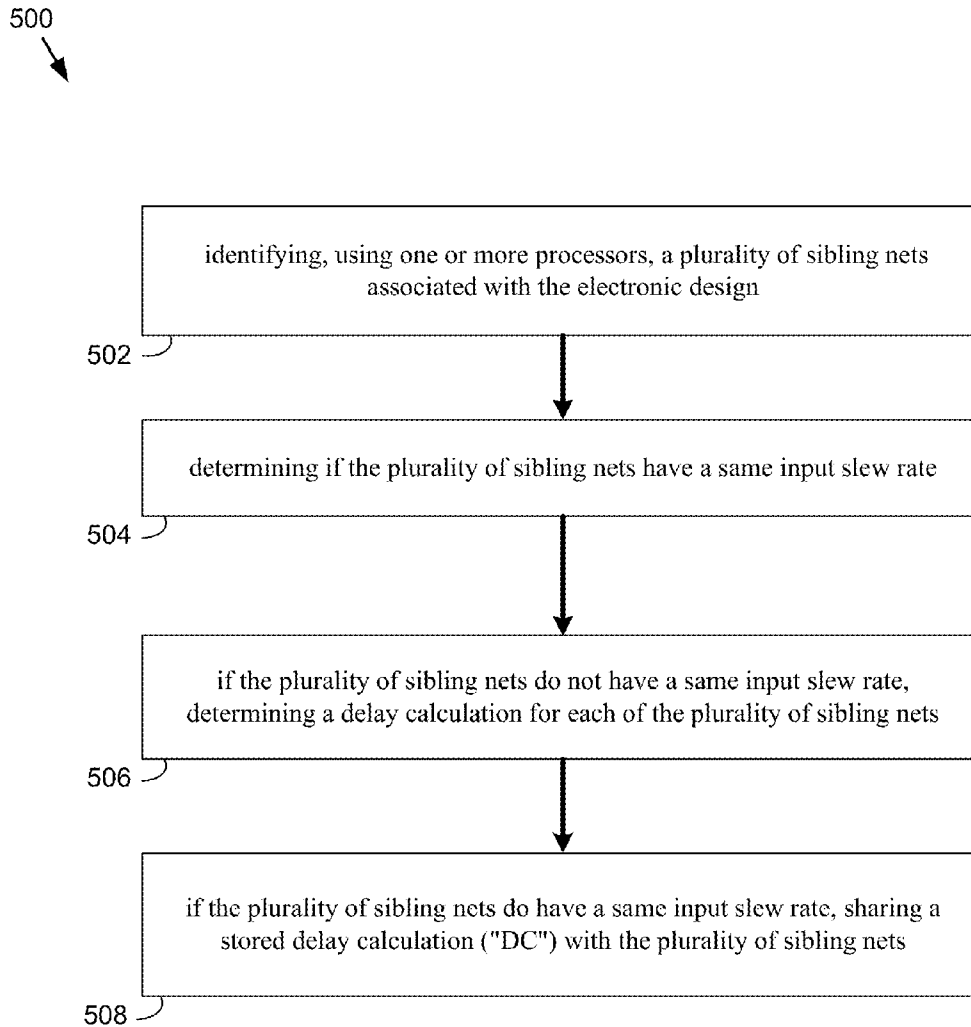 500
identifying, using one or more processors, a plurality of sibling nets
associated with the electronic design
502
determining if the plurality of sibling nets have a same input slew rate
504
if the plurality of sibling nets do not have a same input slew rate,
determining a delay calculation for each of the plurality of sibling nets
506
if the plurality of sibling nets do have a same input slew rate, sharing a
stored delay calculation ("DC") with the plurality of sibling nets
508